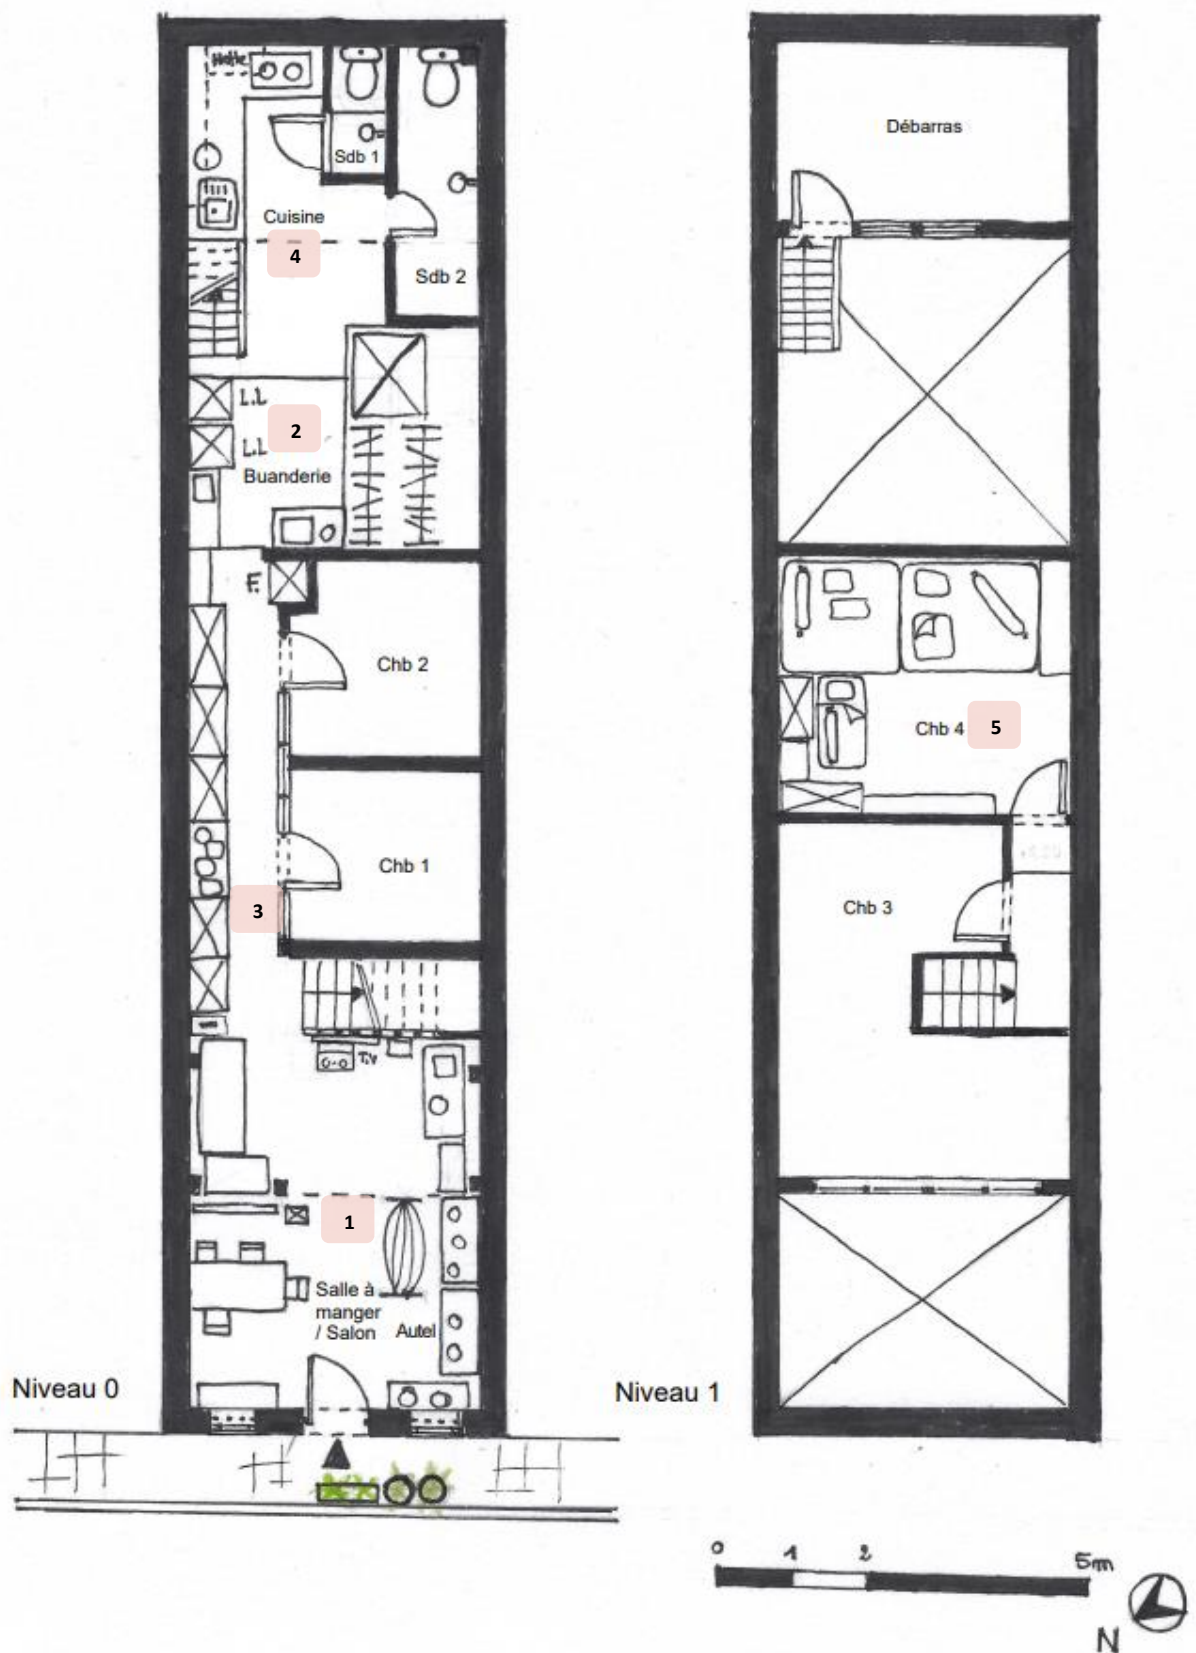 Hotte
Sdb 1
Cuisine
4
Sdb 2
L.L
2
L.L
Buanderie
F.
Chb 2
Chb 1
3
T.V
1
Salle à
manger
/ Salon
Autel
Niveau 0
Débarras
Chb 4
5
Chb 3
Niveau 1
0 1 2 5m
N